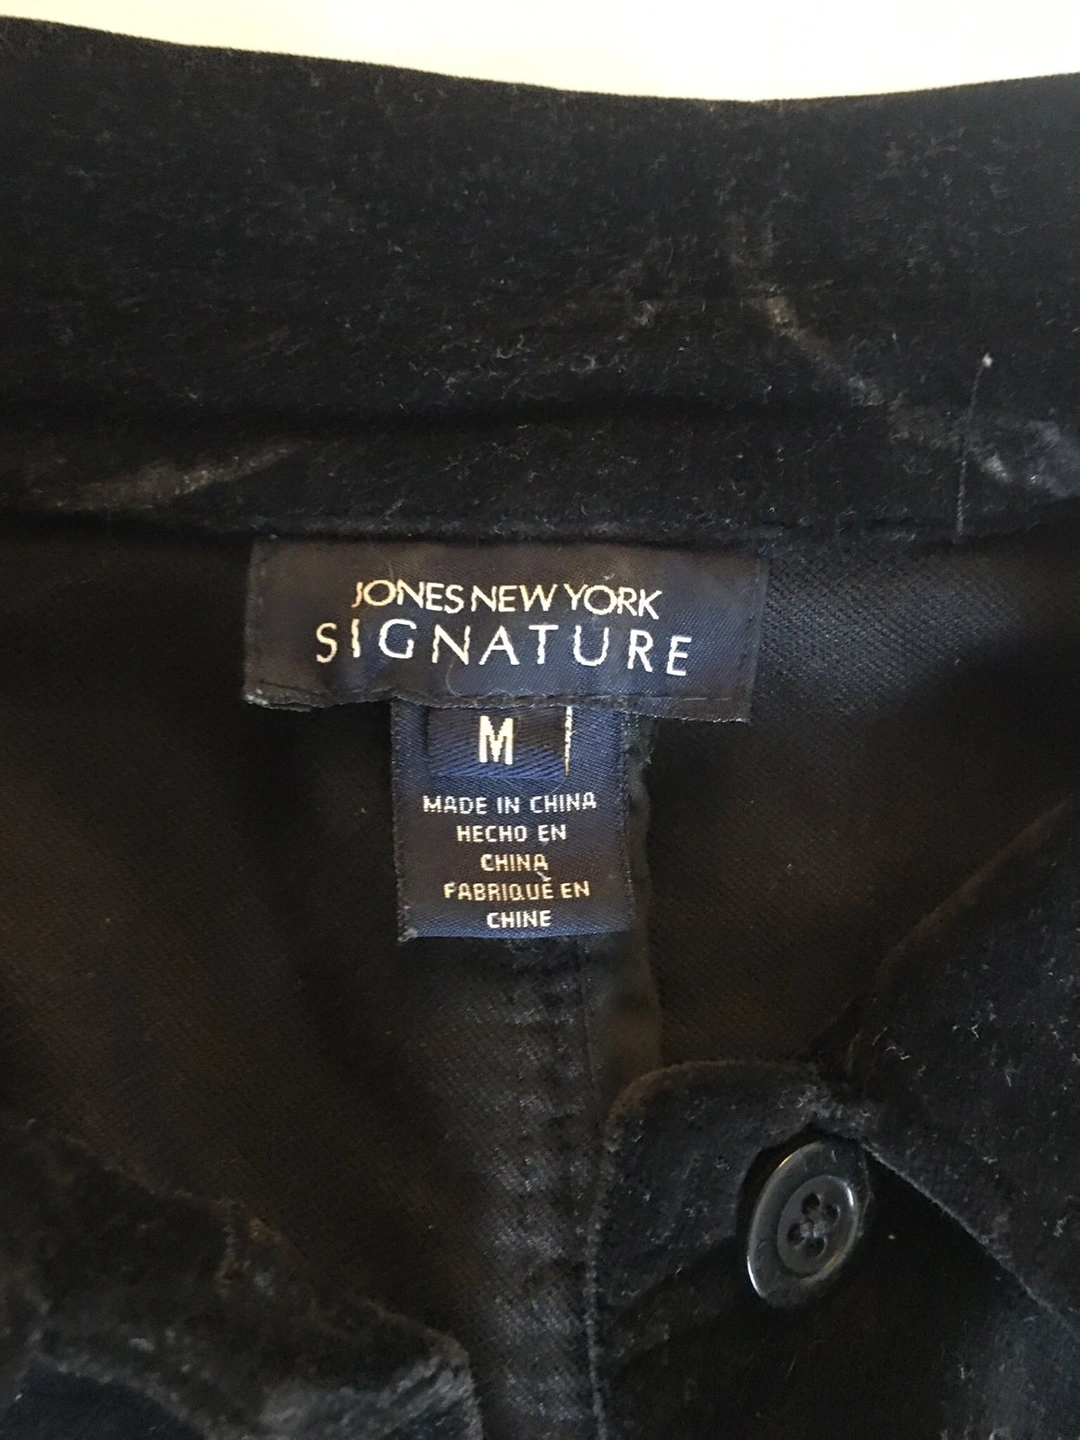 JONES NEW YORK
SIGNATURE
M
MADE IN CHINA
HECHO EN
CHINA
FABRIQUÉ EN
CHINE